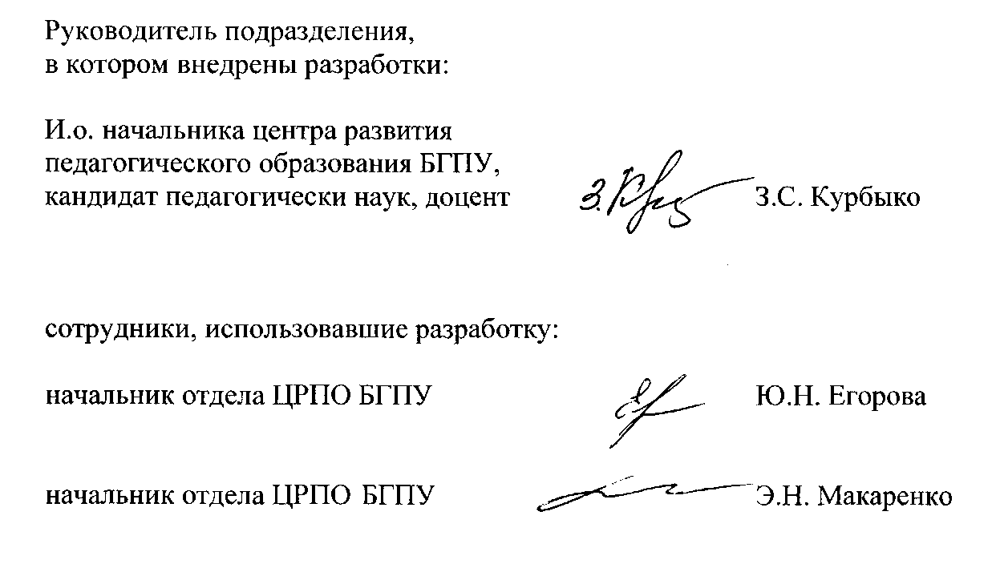 Руководитель подразделения,
в котором внедрены разработки:
И.о. начальника центра развития
педагогического образования БГПУ,
кандидат педагогически наук, доцент З.С. Курбыко
сотрудники, использовавшие разработку:
начальник отдела ЦРПО БГПУ Ю.Н. Егорова
начальник отдела ЦРПО БГПУ Э.Н. Макаренко